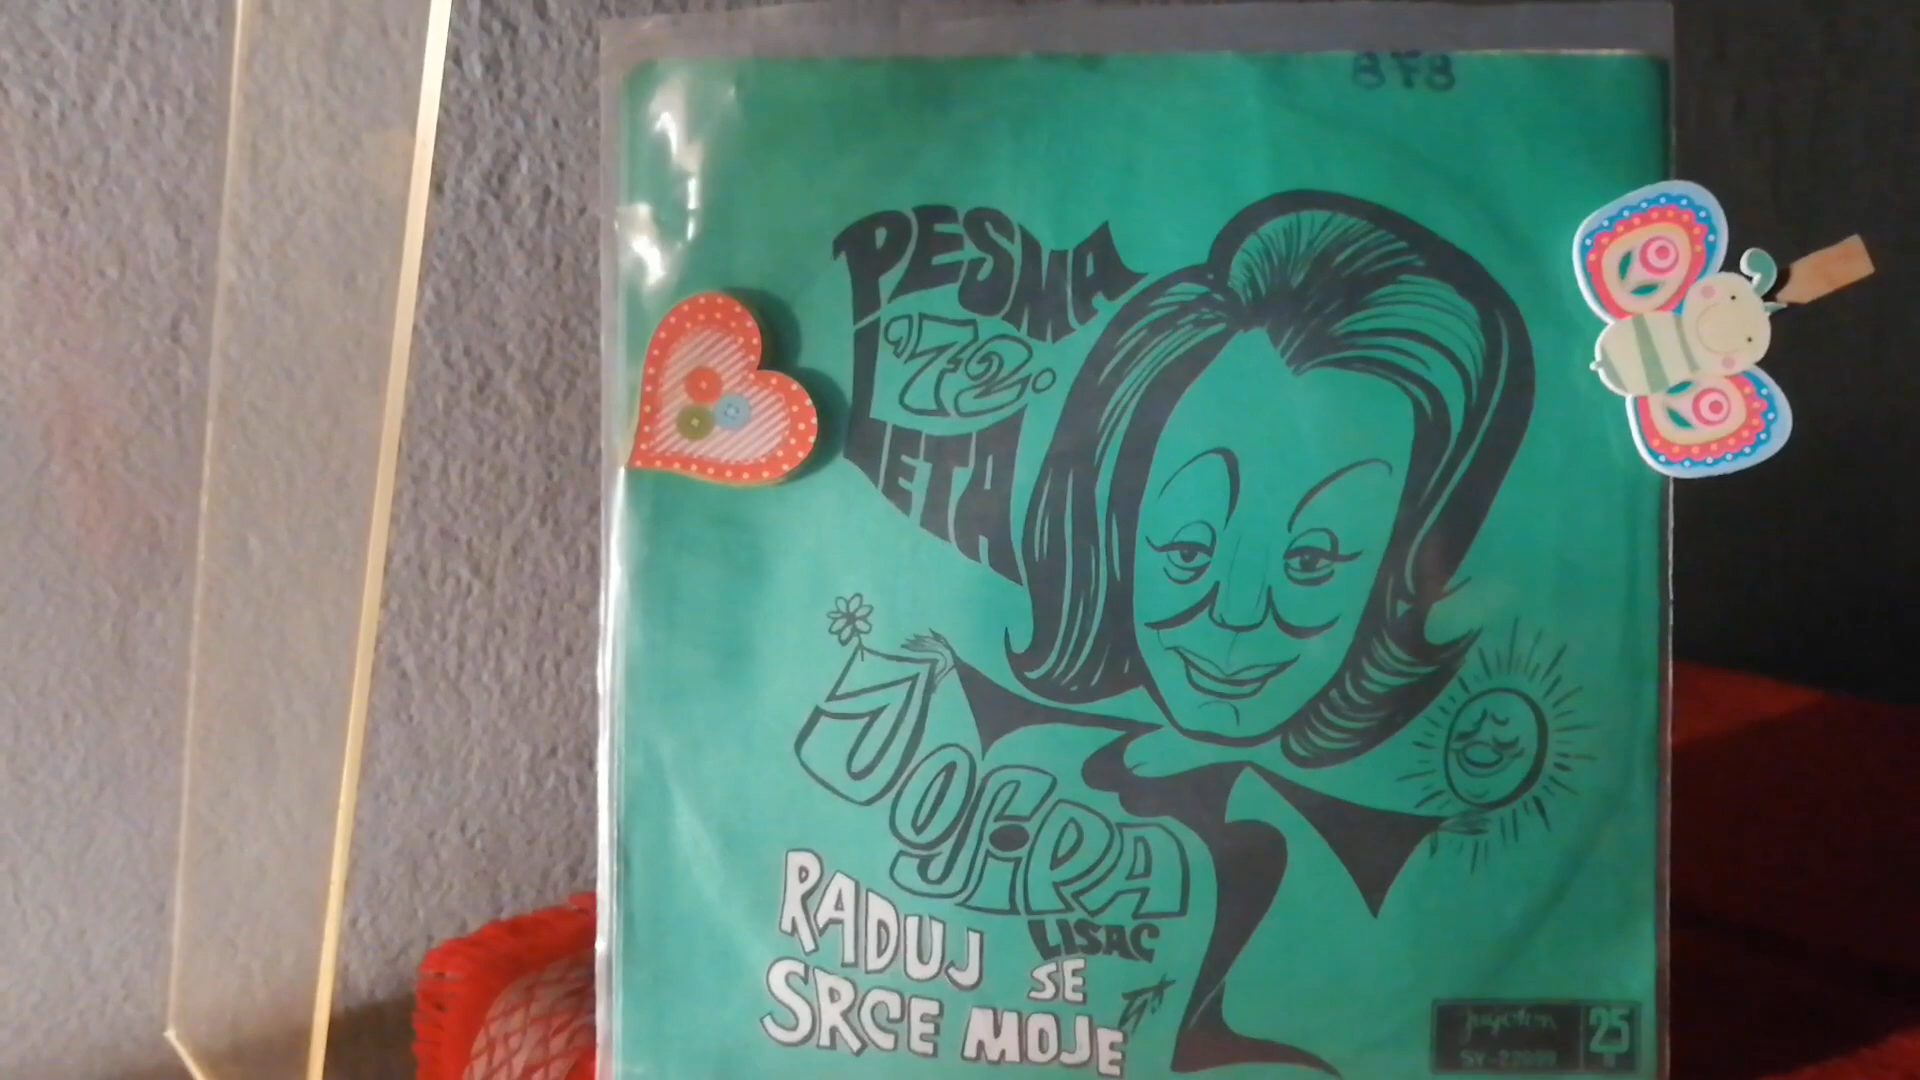 878
PESMA
'72.
LETA
JOSIPA
LISAC
RADUJ SE
SRCE MOJE
jugoton
25